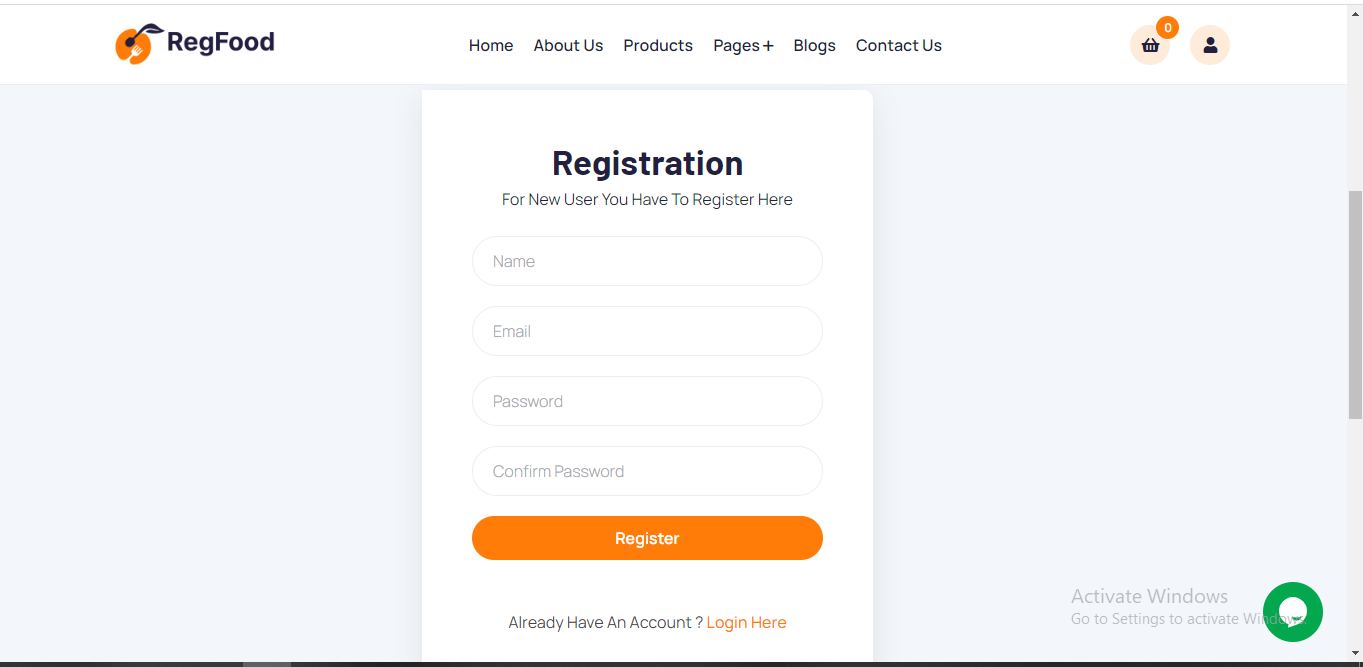 RegFood
Home About Us Products Pages+ Blogs Contact Us
0
Registration
For New User You Have To Register Here
Name
Email
Password
Confirm Password
Register
Already Have An Account ? Login Here
Activate Windows
Go to Settings to activate Windows.